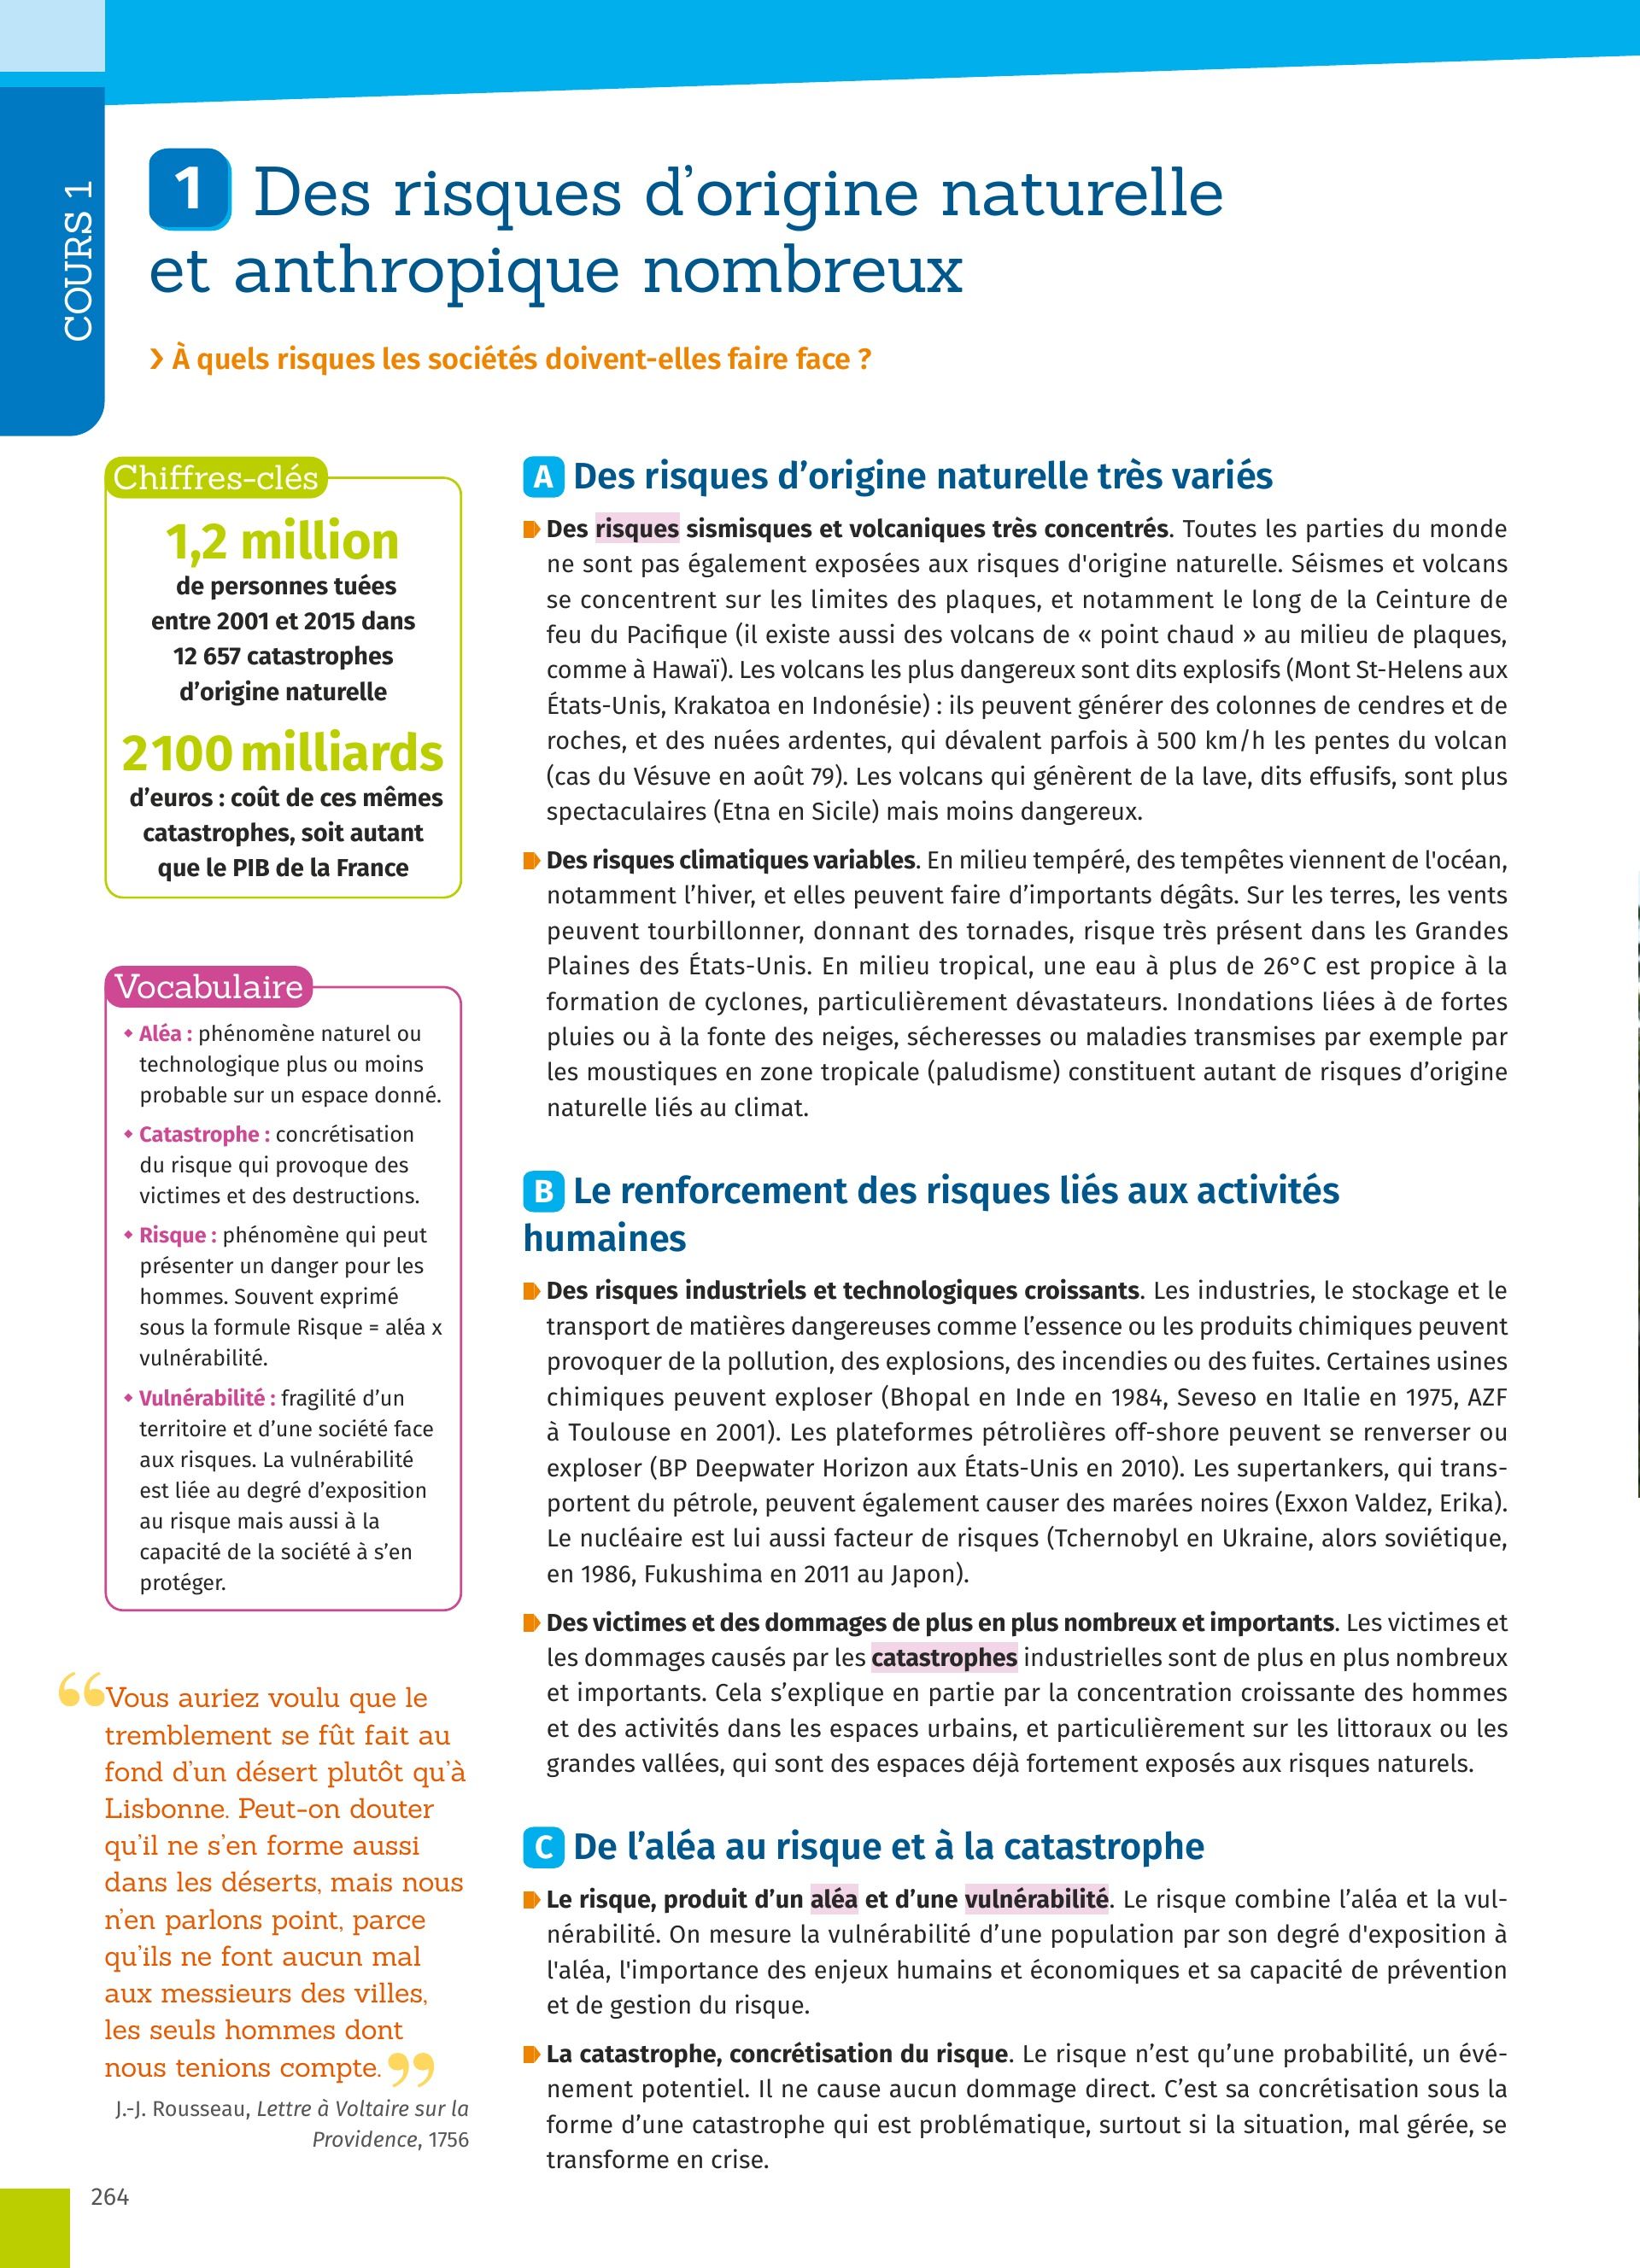 COURS 1
1 Des risques d’origine naturelle
et anthropique nombreux
❯ À quels risques les sociétés doivent-elles faire face ?
Chiffres-clés
1,2 million
de personnes tuées
entre 2001 et 2015 dans
12 657 catastrophes
d’origine naturelle
2 100 milliards
d’euros : coût de ces mêmes
catastrophes, soit autant
que le PIB de la France
Vocabulaire
• Aléa : phénomène naturel ou
technologique plus ou moins
probable sur un espace donné.
• Catastrophe : concrétisation
du risque qui provoque des
victimes et des destructions.
• Risque : phénomène qui peut
présenter un danger pour les
hommes. Souvent exprimé
sous la formule Risque = aléa x
vulnérabilité.
• Vulnérabilité : fragilité d’un
territoire et d’une société face
aux risques. La vulnérabilité
est liée au degré d’exposition
au risque mais aussi à la
capacité de la société à s’en
protéger.
“Vous auriez voulu que le
tremblement se fût fait au
fond d’un désert plutôt qu’à
Lisbonne. Peut-on douter
qu’il ne s’en forme aussi
dans les déserts, mais nous
n’en parlons point, parce
qu’ils ne font aucun mal
aux messieurs des villes,
les seuls hommes dont
nous tenions compte.”
J.-J. Rousseau, Lettre à Voltaire sur la
Providence, 1756
A Des risques d’origine naturelle très variés
Des risques sismisques et volcaniques très concentrés. Toutes les parties du monde
ne sont pas également exposées aux risques d'origine naturelle. Séismes et volcans
se concentrent sur les limites des plaques, et notamment le long de la Ceinture de
feu du Pacifique (il existe aussi des volcans de « point chaud » au milieu de plaques,
comme à Hawaï). Les volcans les plus dangereux sont dits explosifs (Mont St-Helens aux
États-Unis, Krakatoa en Indonésie) : ils peuvent générer des colonnes de cendres et de
roches, et des nuées ardentes, qui dévalent parfois à 500 km/h les pentes du volcan
(cas du Vésuve en août 79). Les volcans qui génèrent de la lave, dits effusifs, sont plus
spectaculaires (Etna en Sicile) mais moins dangereux.
Des risques climatiques variables. En milieu tempéré, des tempêtes viennent de l'océan,
notamment l’hiver, et elles peuvent faire d’importants dégâts. Sur les terres, les vents
peuvent tourbillonner, donnant des tornades, risque très présent dans les Grandes
Plaines des États-Unis. En milieu tropical, une eau à plus de 26°C est propice à la
formation de cyclones, particulièrement dévastateurs. Inondations liées à de fortes
pluies ou à la fonte des neiges, sécheresses ou maladies transmises par exemple par
les moustiques en zone tropicale (paludisme) constituent autant de risques d’origine
naturelle liés au climat.
B Le renforcement des risques liés aux activités
humaines
Des risques industriels et technologiques croissants. Les industries, le stockage et le
transport de matières dangereuses comme l’essence ou les produits chimiques peuvent
provoquer de la pollution, des explosions, des incendies ou des fuites. Certaines usines
chimiques peuvent exploser (Bhopal en Inde en 1984, Seveso en Italie en 1975, AZF
à Toulouse en 2001). Les plateformes pétrolières off-shore peuvent se renverser ou
exploser (BP Deepwater Horizon aux États-Unis en 2010). Les supertankers, qui trans-
portent du pétrole, peuvent également causer des marées noires (Exxon Valdez, Erika).
Le nucléaire est lui aussi facteur de risques (Tchernobyl en Ukraine, alors soviétique,
en 1986, Fukushima en 2011 au Japon).
Des victimes et des dommages de plus en plus nombreux et importants. Les victimes et
les dommages causés par les catastrophes industrielles sont de plus en plus nombreux
et importants. Cela s’explique en partie par la concentration croissante des hommes
et des activités dans les espaces urbains, et particulièrement sur les littoraux ou les
grandes vallées, qui sont des espaces déjà fortement exposés aux risques naturels.
C De l’aléa au risque et à la catastrophe
Le risque, produit d’un aléa et d’une vulnérabilité. Le risque combine l’aléa et la vul-
nérabilité. On mesure la vulnérabilité d’une population par son degré d'exposition à
l'aléa, l'importance des enjeux humains et économiques et sa capacité de prévention
et de gestion du risque.
La catastrophe, concrétisation du risque. Le risque n’est qu’une probabilité, un évé-
nement potentiel. Il ne cause aucun dommage direct. C’est sa concrétisation sous la
forme d’une catastrophe qui est problématique, surtout si la situation, mal gérée, se
transforme en crise.
264